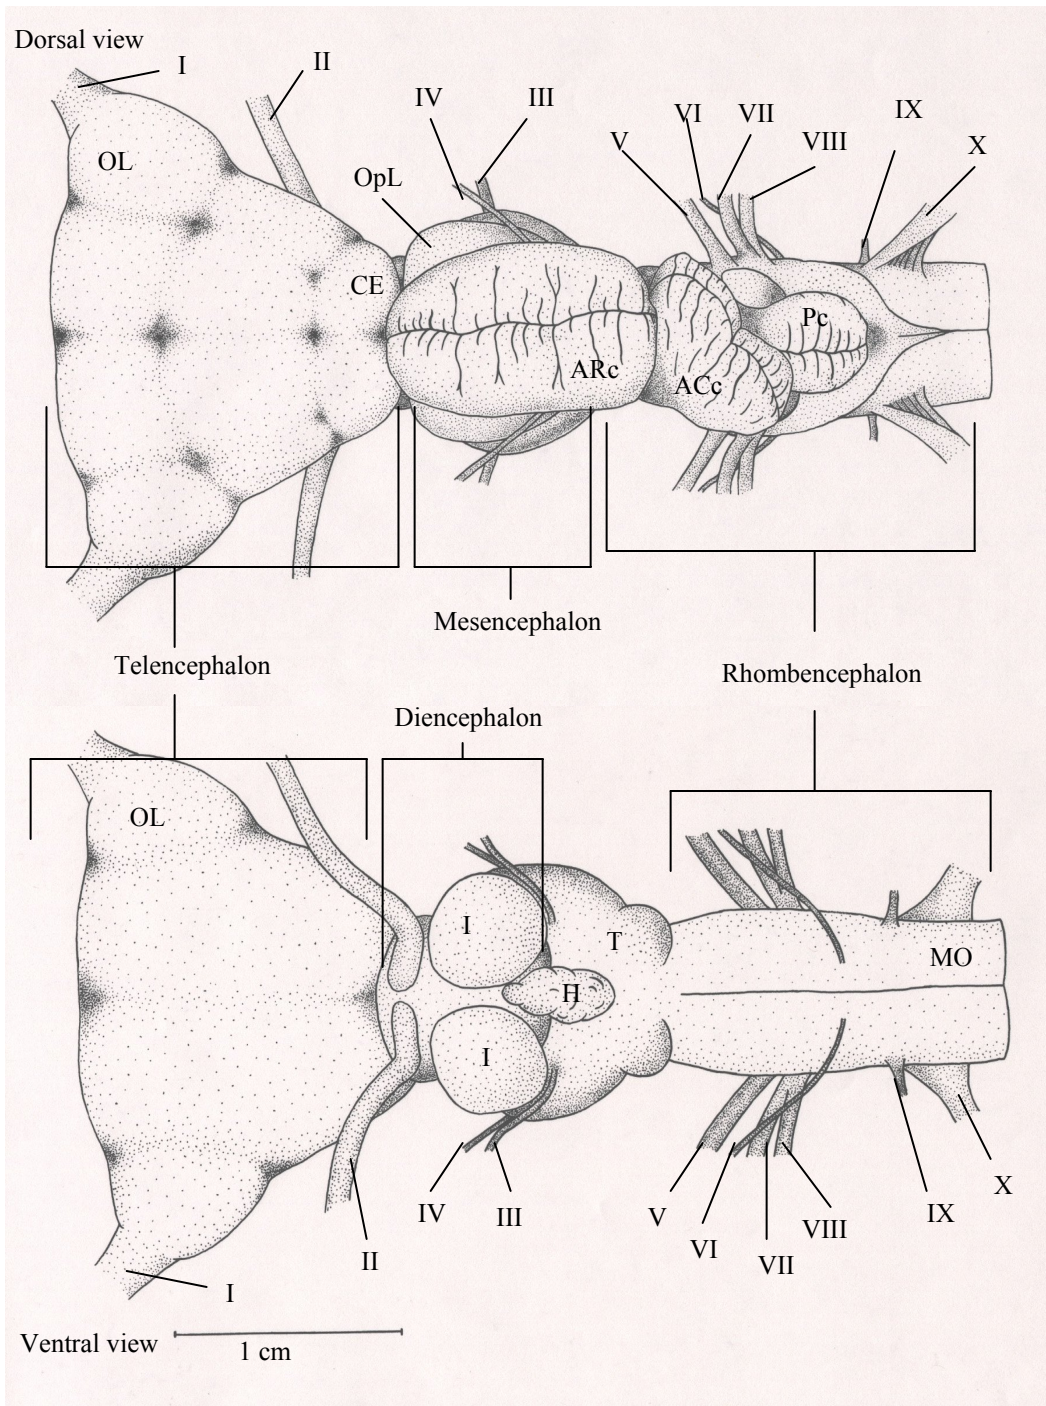 Dorsal view
I
II
IV
III
VI
VII
IX
V
VIII
X
OL
OpL
CE
Pc
ARc
ACc
Mesencephalon
Telencephalon
Rhombencephalon
Diencephalon
OL
I
T
MO
H
I
IV
III
V
VI
VII
VIII
IX
X
II
I
Ventral view
1 cm